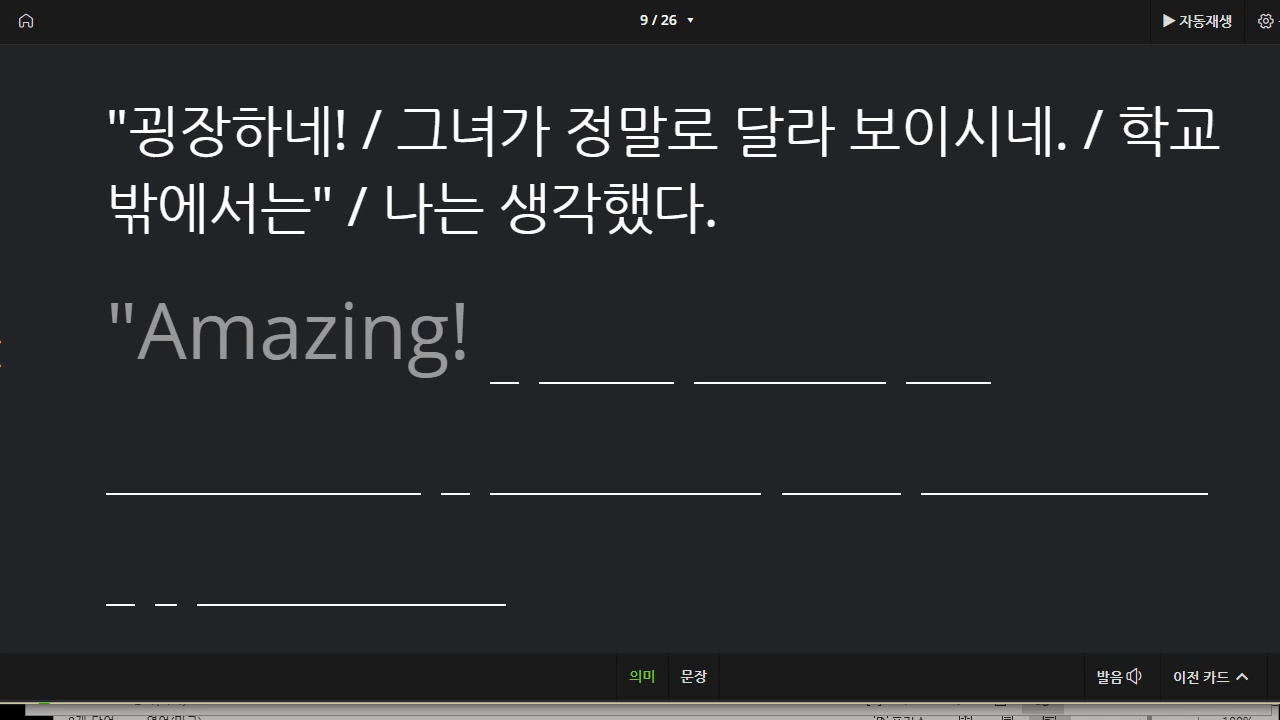 9 / 26 ▼
▶ 자동재생
"굉장하네! / 그녀가 정말로 달라 보이시네. / 학교
밖에서는" / 나는 생각했다.
"Amazing!
의미
문장
발음
이전 카드